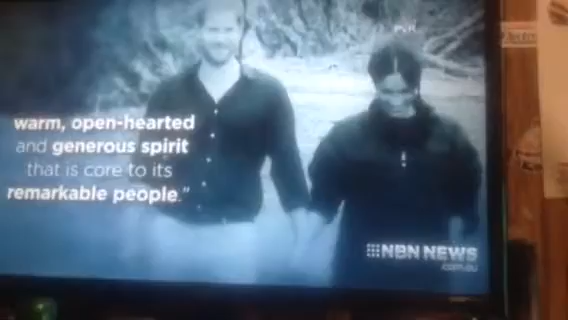 warm, open-hearted
and generous spirit
that is core to its
remarkable people."
NBN NEWS
.com.au